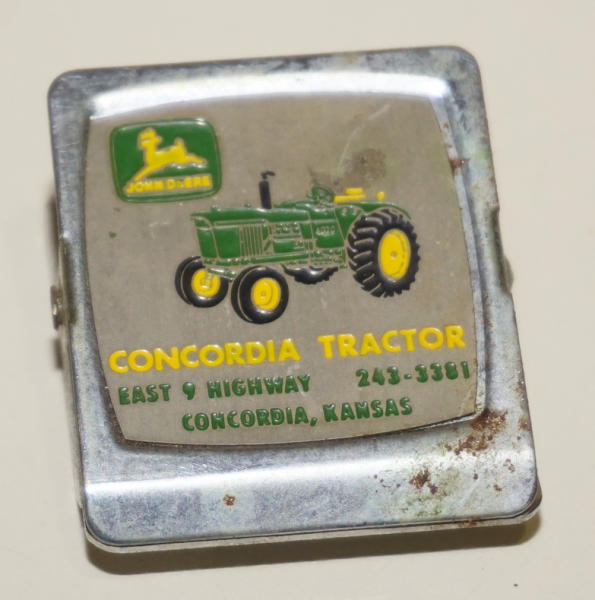 JOHN DEERE
CONCORDIA TRACTOR
EAST 9 HIGHWAY 243-3381
CONCORDIA, KANSAS